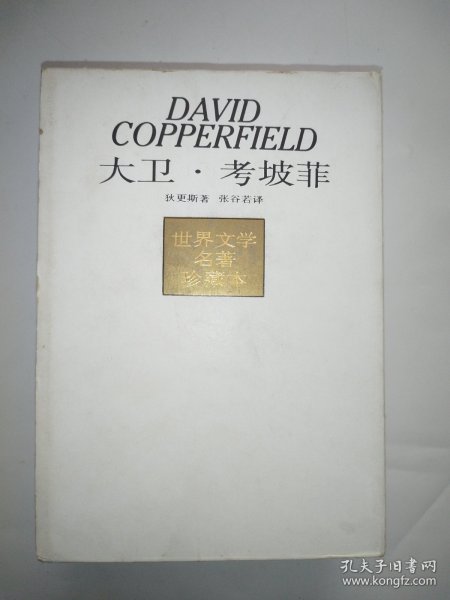 DAVID
COPPERFIELD
大卫·考坡菲
狄更斯著 张谷若译
世界文学
名著
珍藏本
孔夫子旧书网
www.kongfz.com